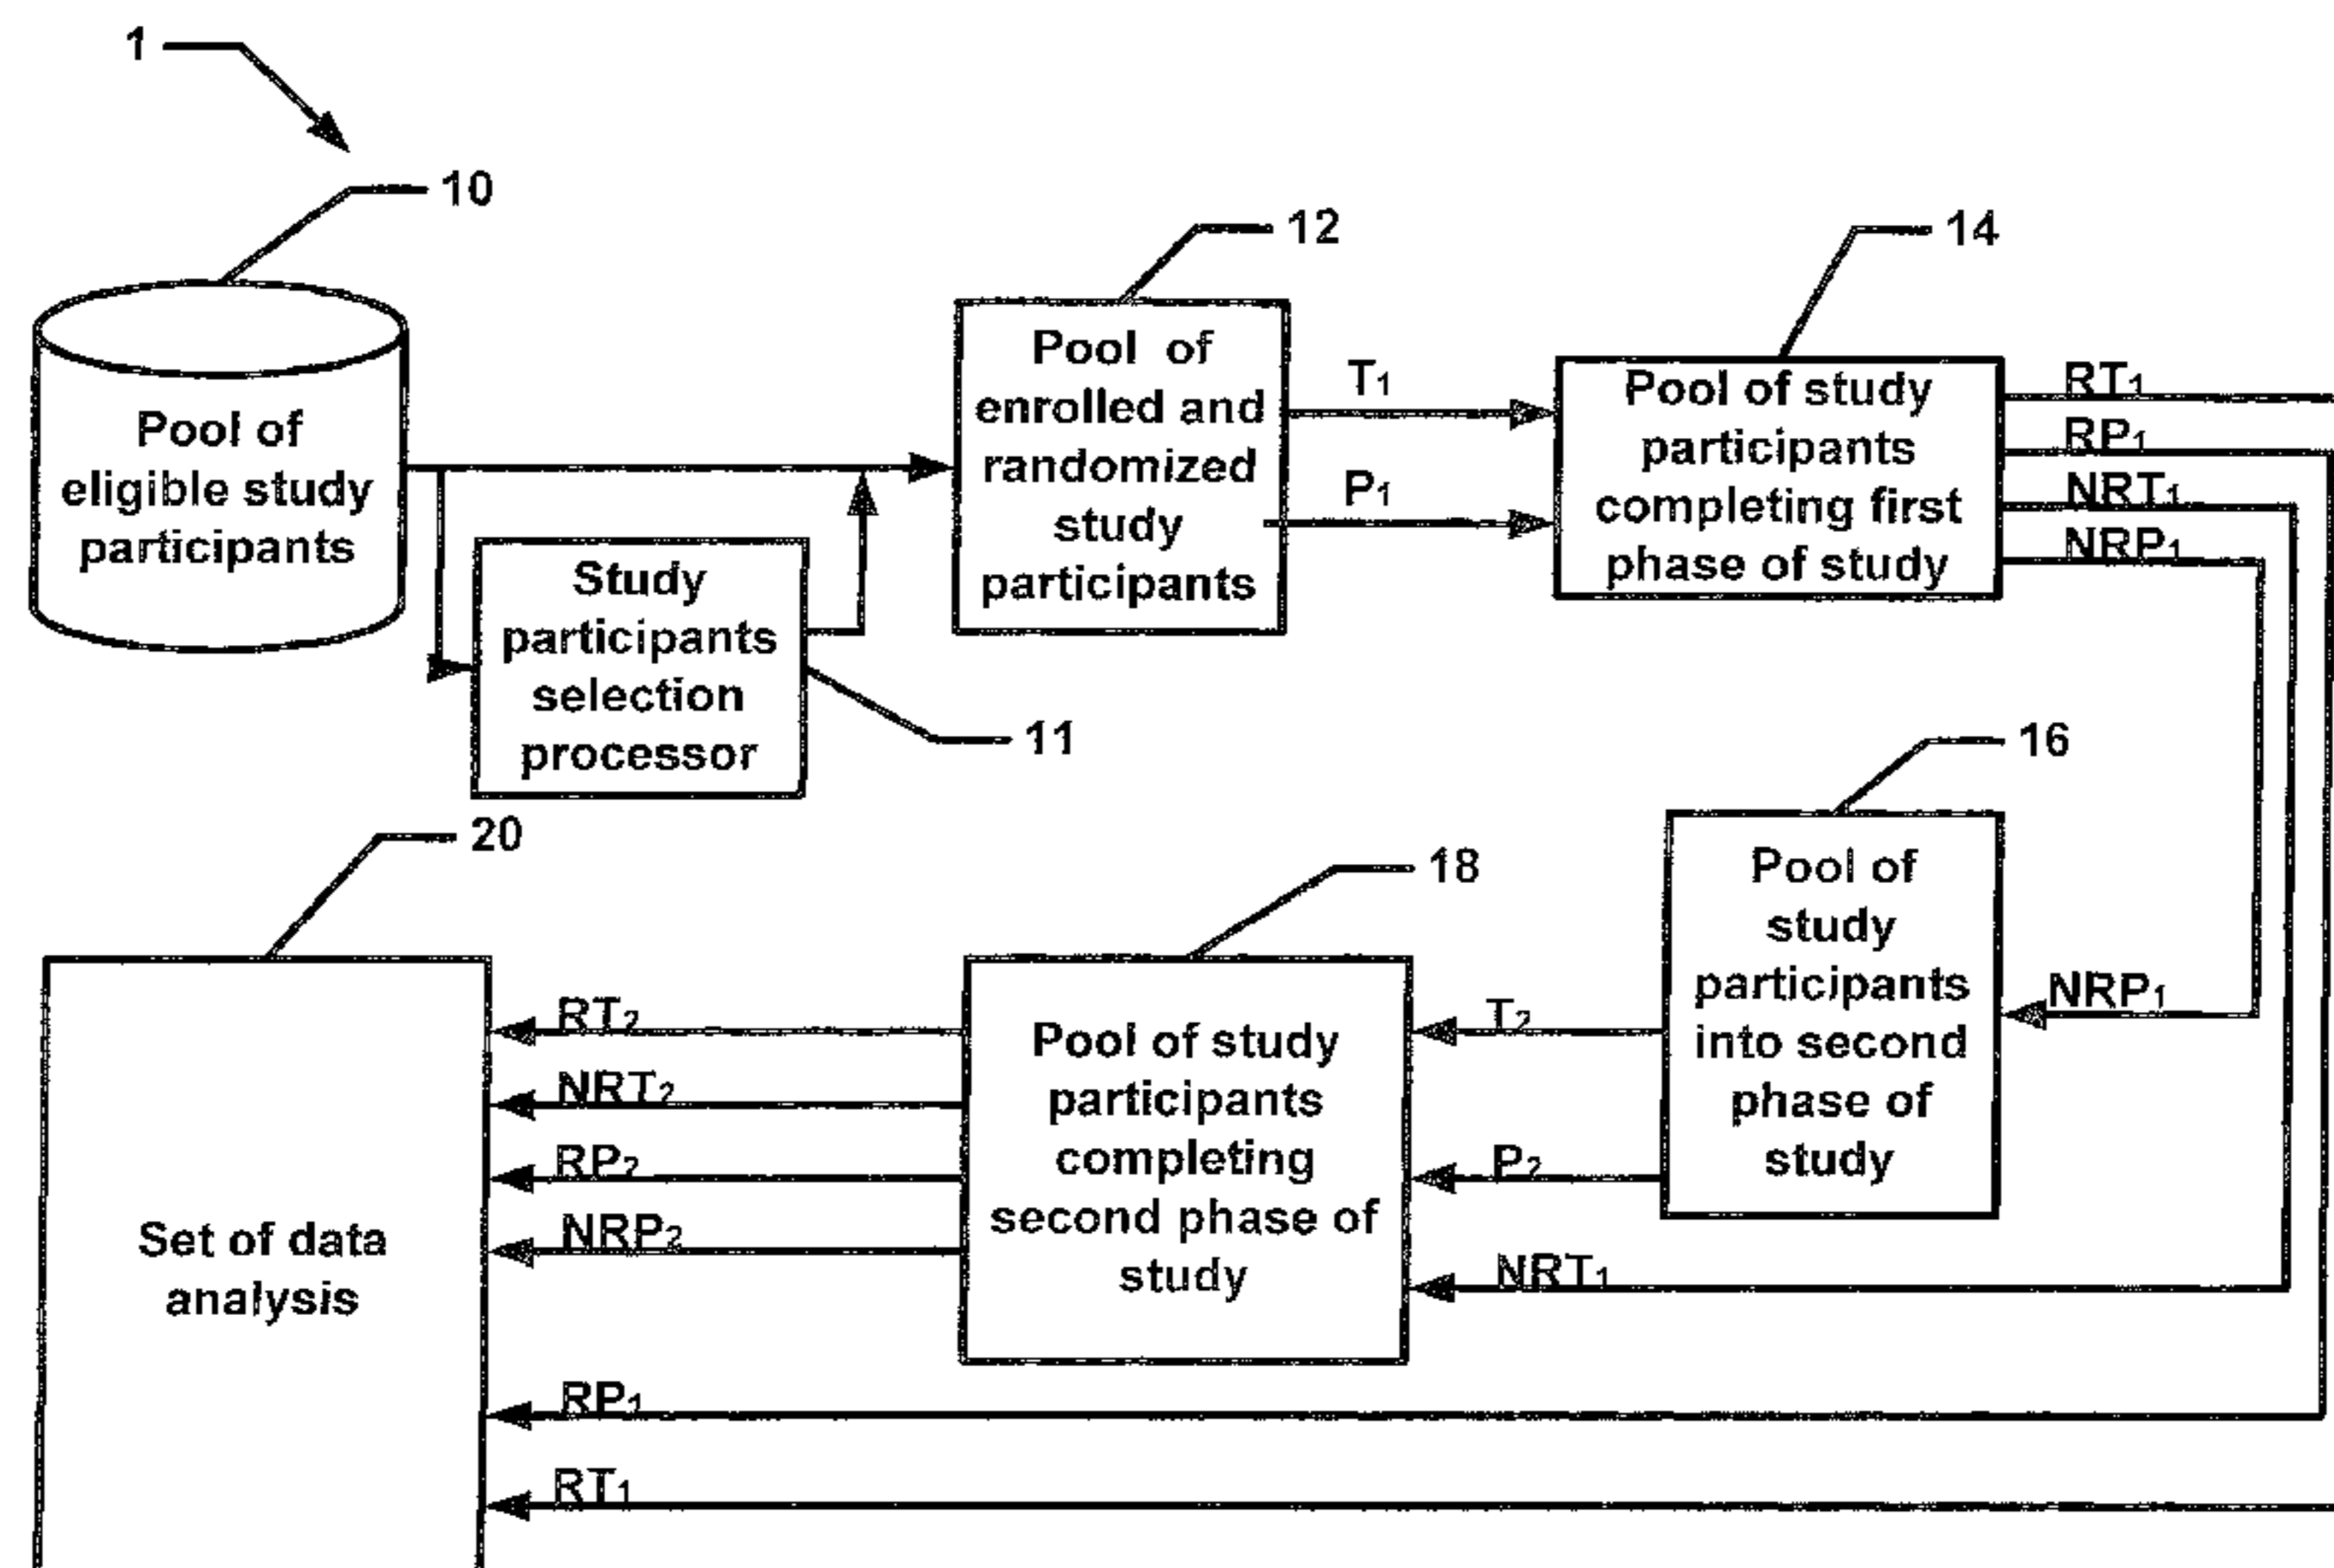 1
10
12
14
Pool of
eligible study
participants
Pool of
enrolled and
randomized
study
participants
T1
P1
Pool of study
participants
completing first
phase of study
RT1
RP1
NRT1
NRP1
Study
participants
selection
processor
11
16
20
18
Pool of
study
participants
into second
phase of
study
NRP1
T2
P2
NRT1
Pool of study
participants
completing
second phase of
study
RT2
NRT2
RP2
NRP2
RP1
RT1
Set of data
analysis